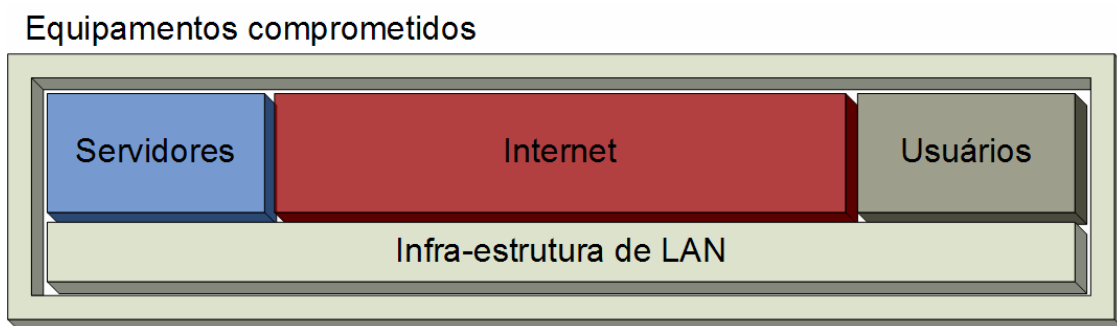 Equipamentos comprometidos
Servidores
Internet
Usuários
Infra-estrutura de LAN